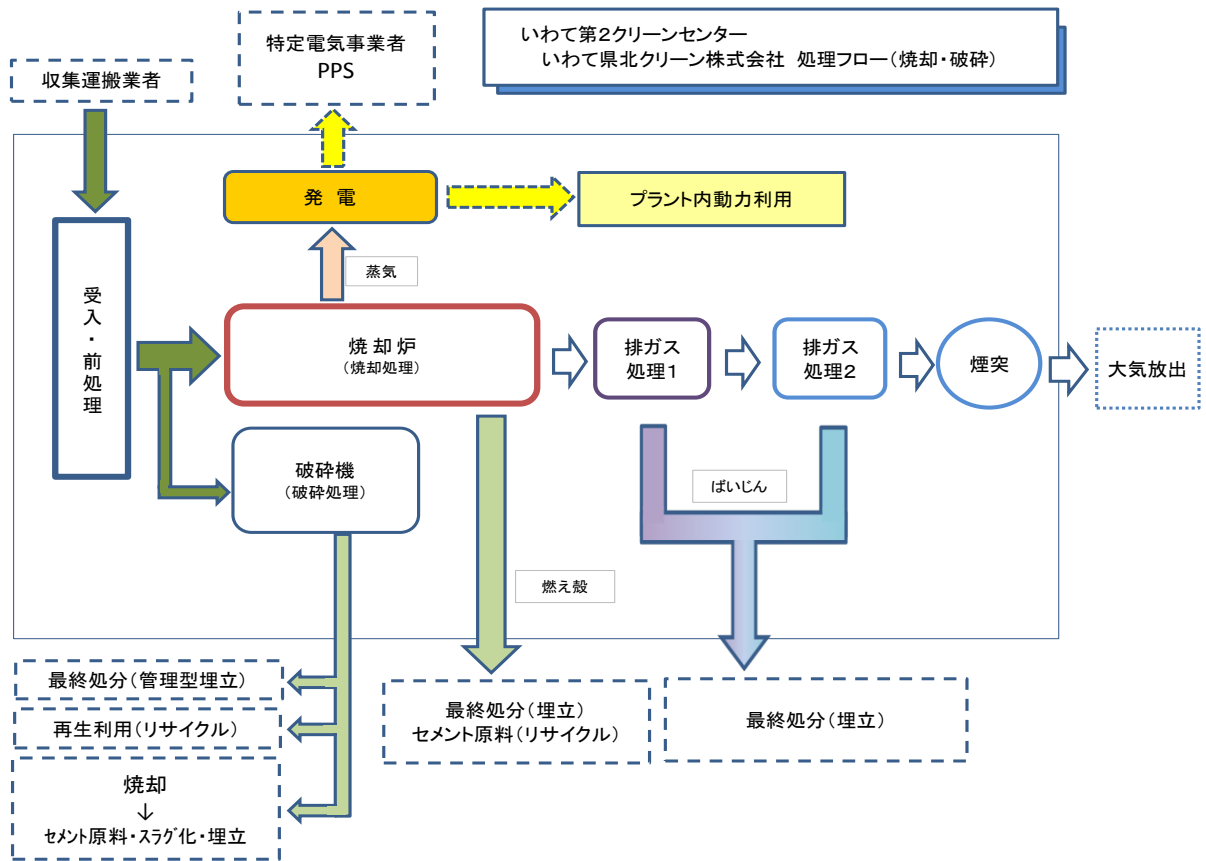 いわて第2クリーンセンター
いわて県北クリーン株式会社 処理フロー(焼却・破砕)
特定電気事業者
PPS
収集運搬業者
発 電
プラント内動力利用
蒸気
受入・前処理
焼 却 炉
(焼却処理)
排ガス
処理1
排ガス
処理2
煙突
大気放出
破砕機
(破砕処理)
ばいじん
燃え殻
最終処分(管理型埋立)
再生利用(リサイクル)
焼却
↓
セメント原料・スラグ化・埋立
最終処分(埋立)
セメント原料(リサイクル)
最終処分(埋立)